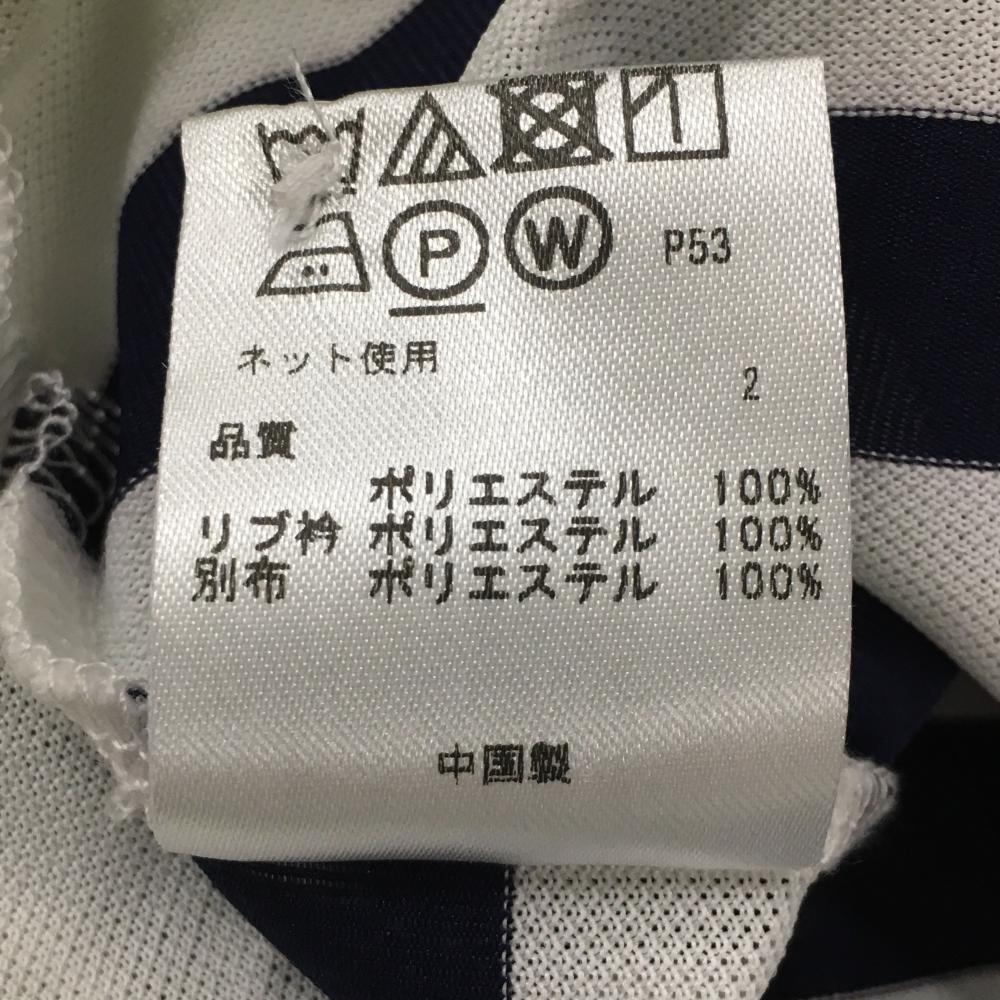 P W P53
ネット使用
2
品質
ポリエステル 100%
リブ衿 ポリエステル 100%
別布 ポリエステル 100%
中国製